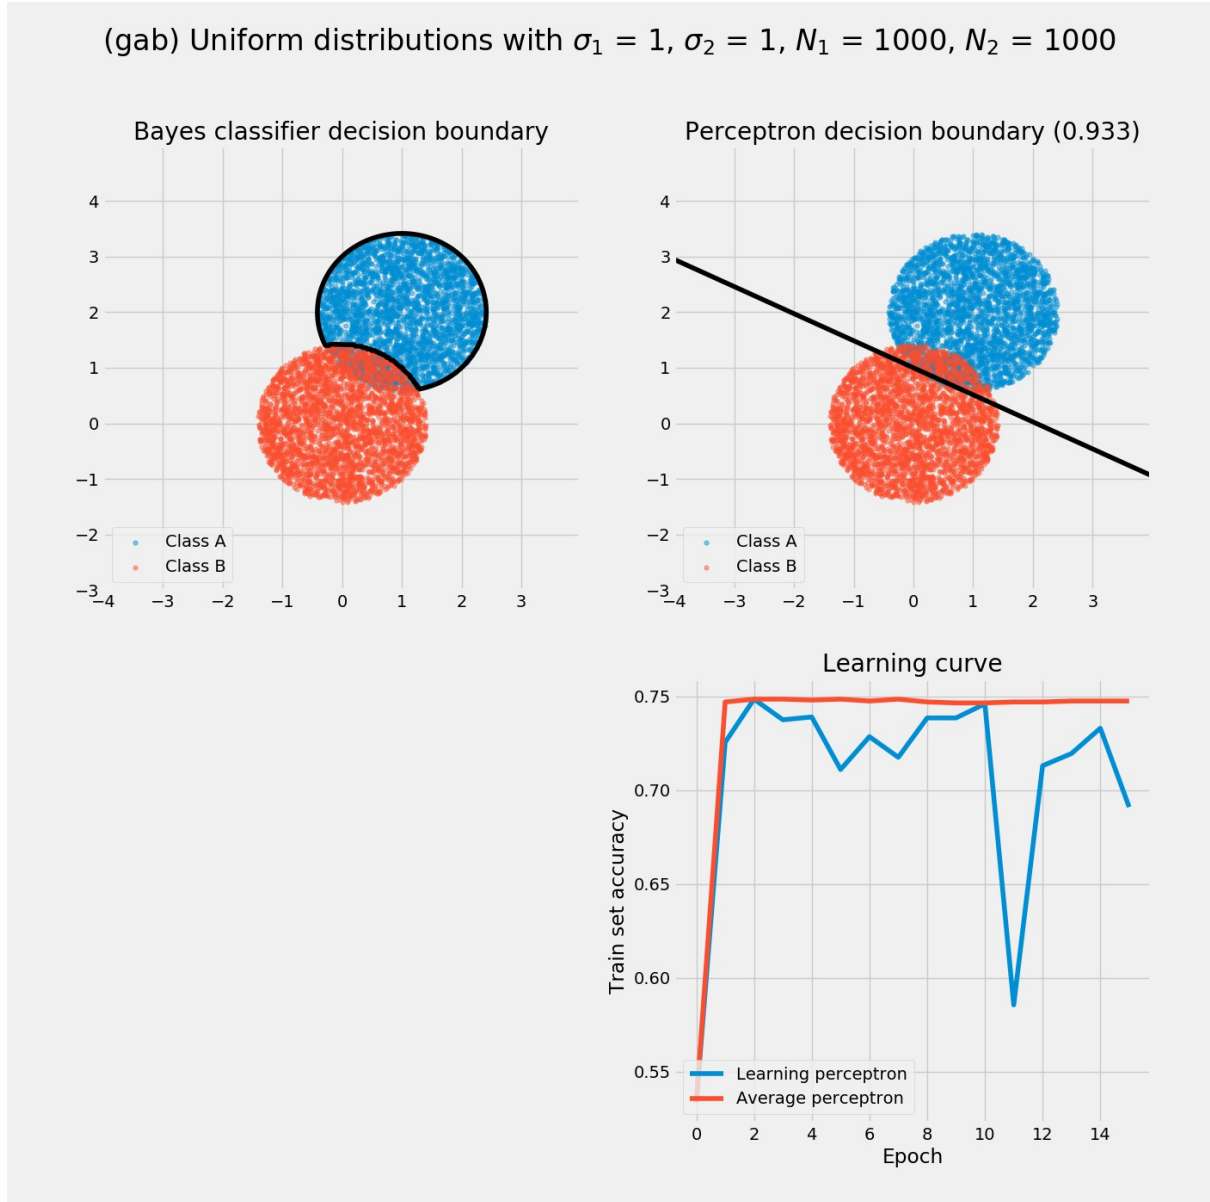 (gab) Uniform distributions with σ₁ = 1, σ₂ = 1, N₁ = 1000, N₂ = 1000
Bayes classifier decision boundary
4
3
2
1
0
−1
−2
−3
−4 −3 −2 −1 0 1 2 3
Class A
Class B
Perceptron decision boundary (0.933)
4
3
2
1
0
−1
−2
−3
−4 −3 −2 −1 0 1 2 3
Class A
Class B
Learning curve
Train set accuracy
0.75
0.70
0.65
0.60
0.55
Learning perceptron
Average perceptron
0 2 4 6 8 10 12 14
Epoch